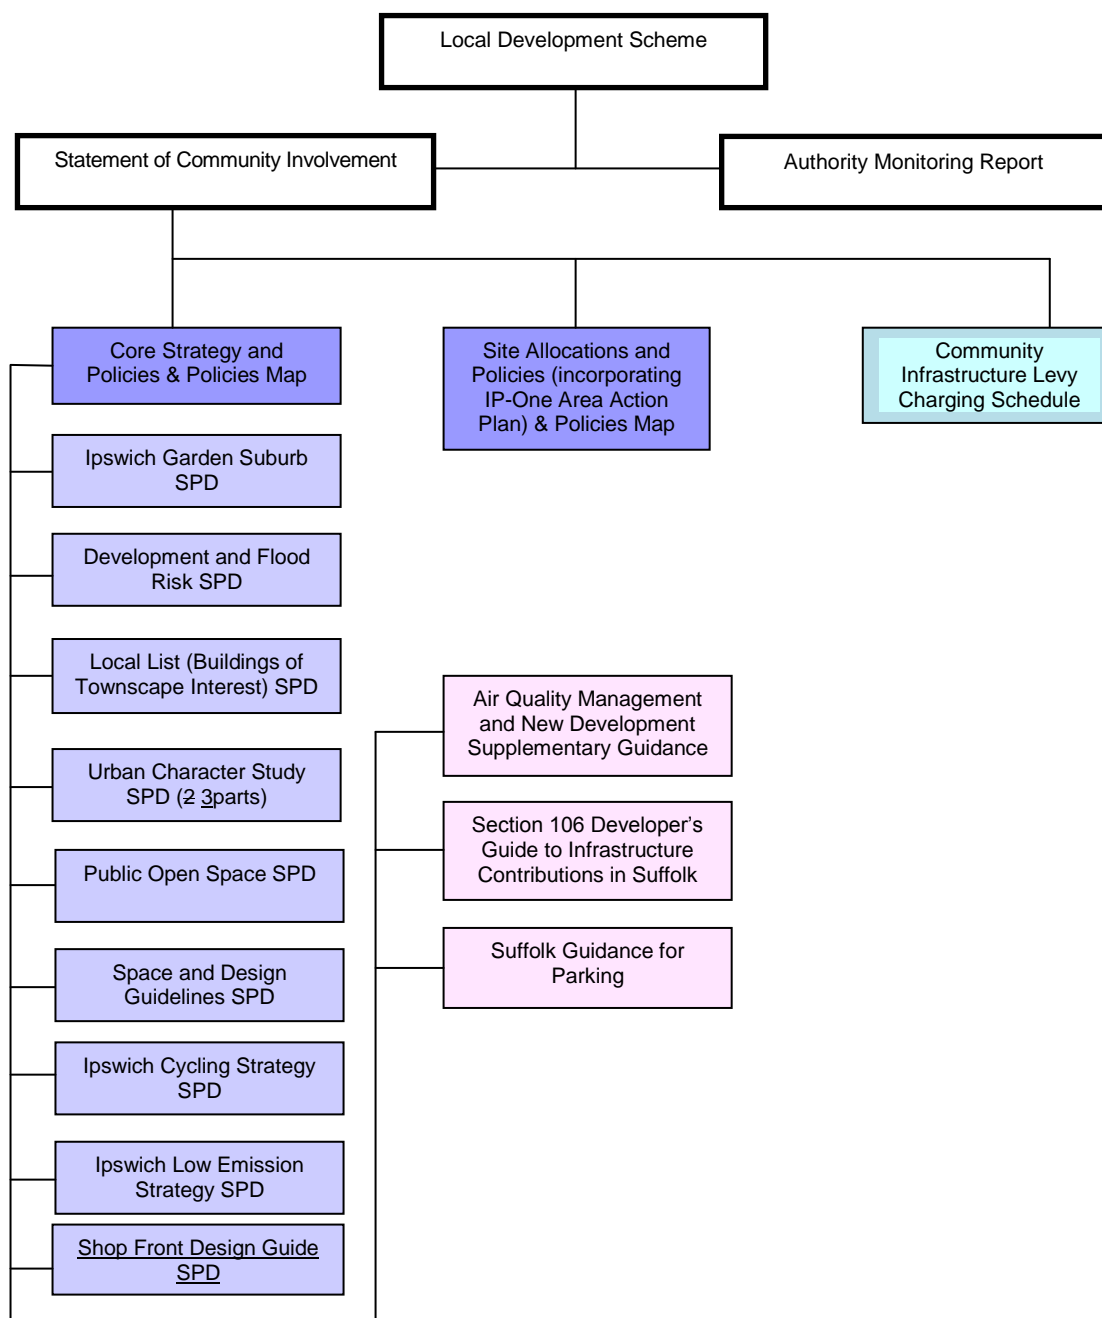 Local Development Scheme
Statement of Community Involvement
Authority Monitoring Report
Core Strategy and
Policies & Policies Map
Site Allocations and
Policies (incorporating
IP-One Area Action
Plan) & Policies Map
Community
Infrastructure Levy
Charging Schedule
Ipswich Garden Suburb
SPD
Development and Flood
Risk SPD
Local List (Buildings of
Townscape Interest) SPD
Urban Character Study
SPD (2 3parts)
Public Open Space SPD
Space and Design
Guidelines SPD
Ipswich Cycling Strategy
SPD
Ipswich Low Emission
Strategy SPD
Shop Front Design Guide
SPD
Air Quality Management
and New Development
Supplementary Guidance
Section 106 Developer’s
Guide to Infrastructure
Contributions in Suffolk
Suffolk Guidance for
Parking